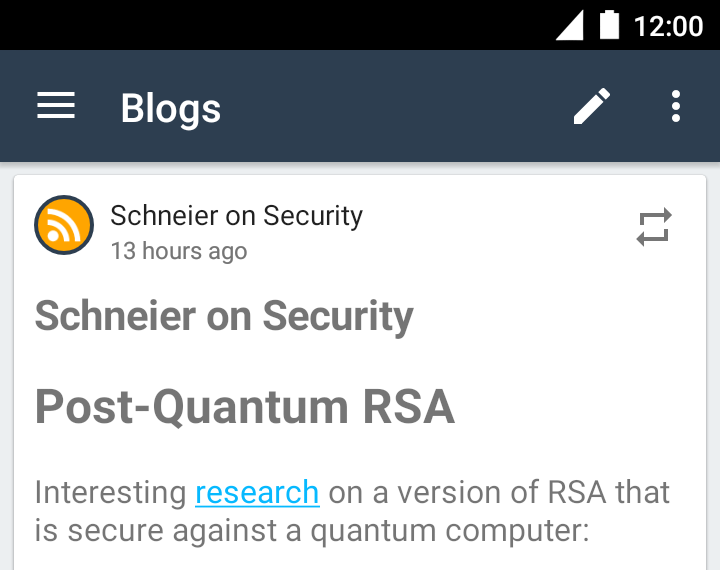 12:00
Blogs
Schneier on Security
13 hours ago
Schneier on Security
Post-Quantum RSA
Interesting research on a version of RSA that
is secure against a quantum computer: